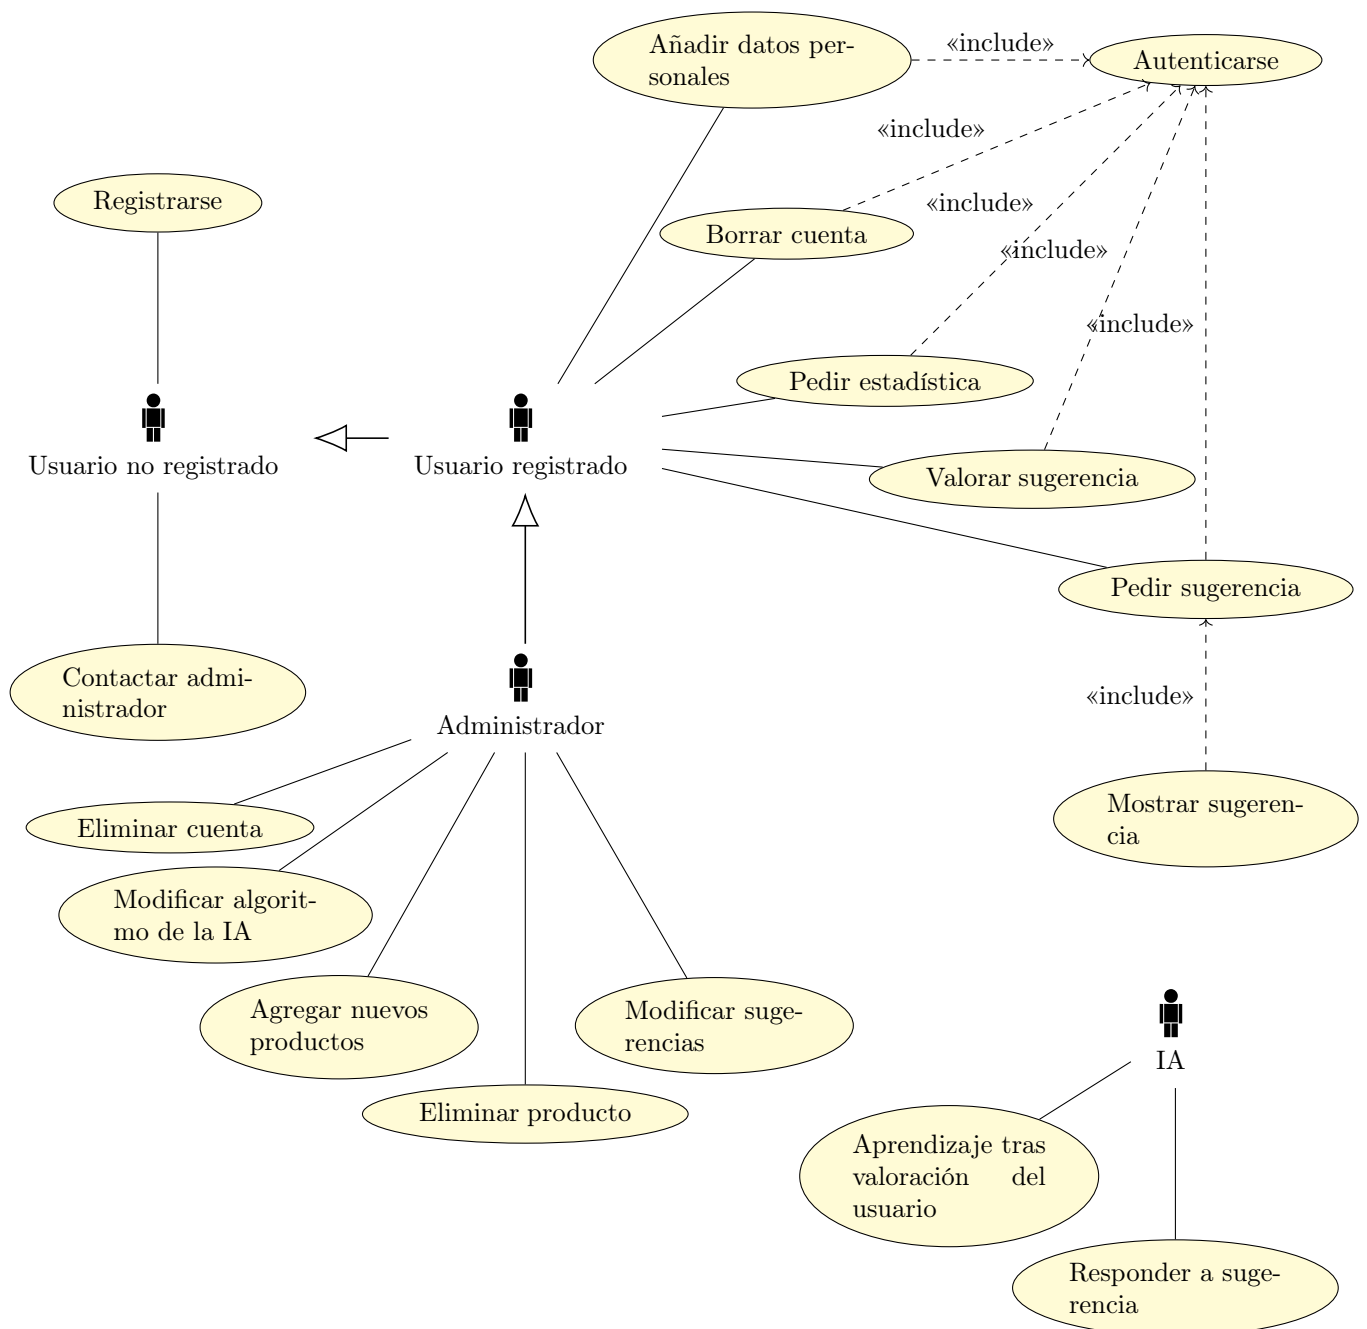 Añadir datos per-
sonales
«include»
Autenticarse
«include»
Registrarse
«include»
Borrar cuenta
«include»
«include»
Pedir estadística
Usuario no registrado
Usuario registrado
Valorar sugerencia
Pedir sugerencia
Contactar admi-
nistrador
«include»
Administrador
Mostrar sugeren-
cia
Eliminar cuenta
Modificar algorit-
mo de la IA
Agregar nuevos
productos
Modificar suge-
rencias
IA
Eliminar producto
Aprendizaje tras
valoración del
usuario
Responder a suge-
rencia